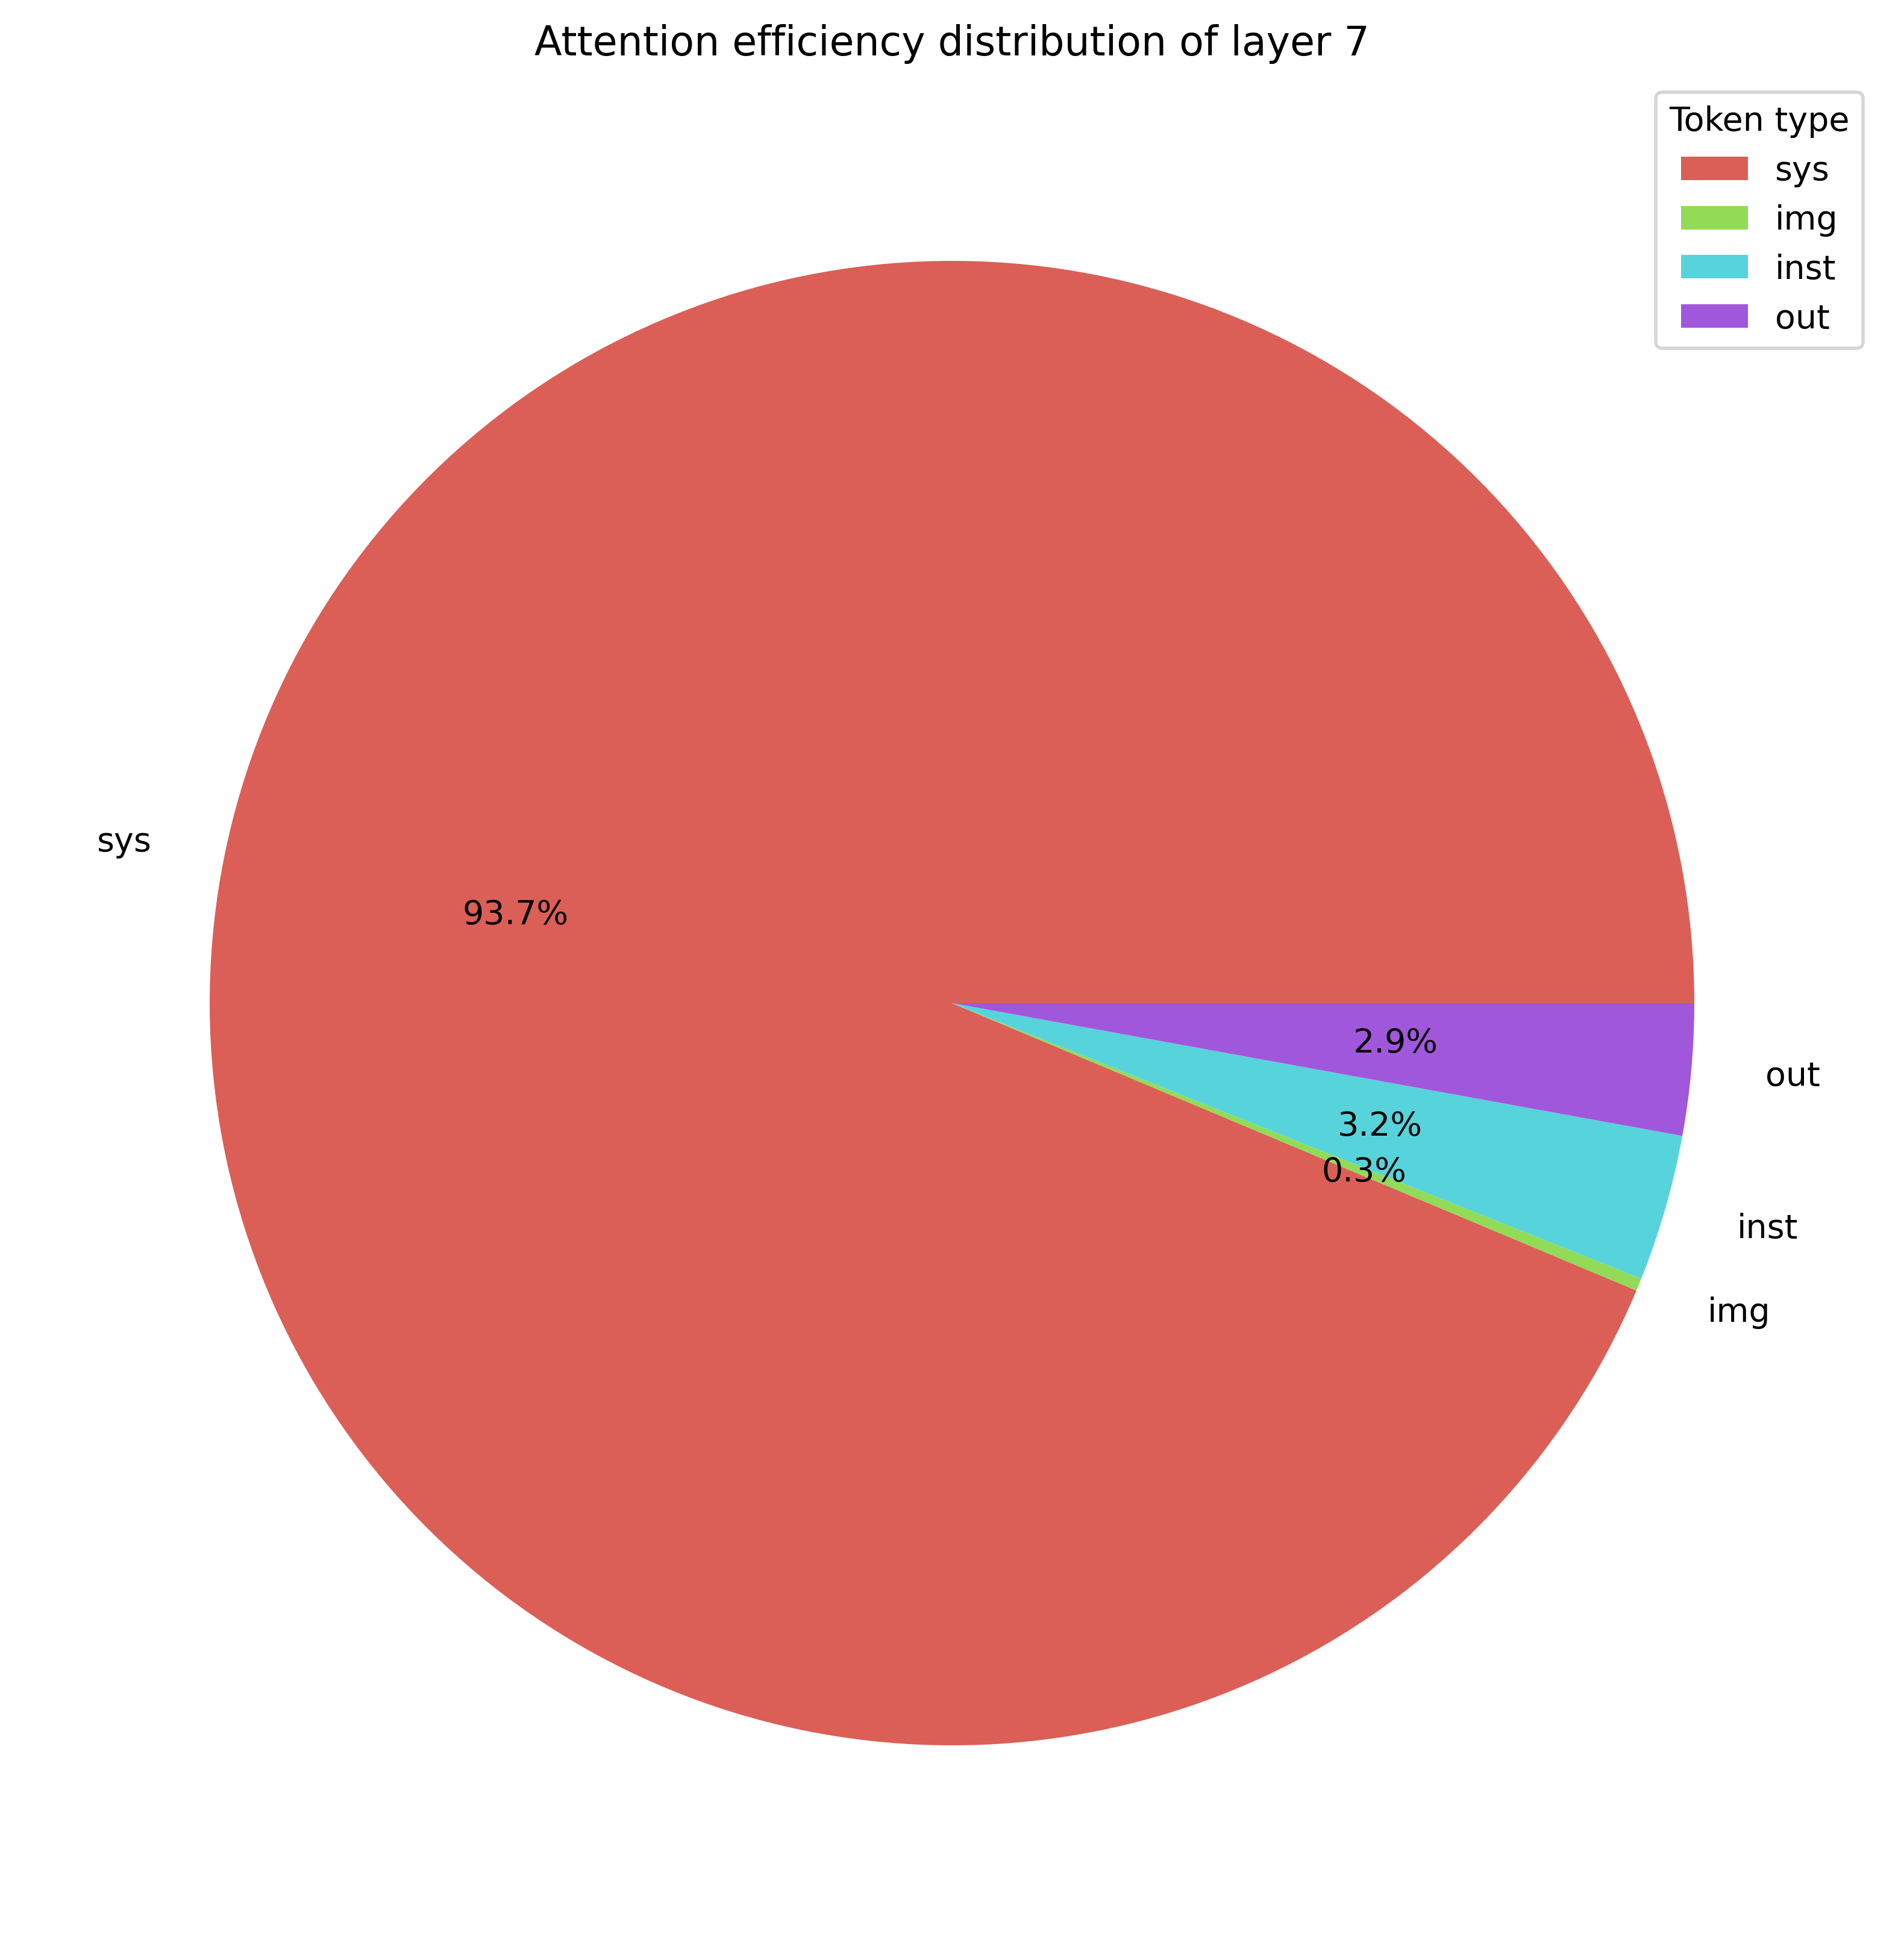 Attention efficiency distribution of layer 7
Token type
sys
img
inst
out
sys
93.7%
2.9%
out
3.2%
0.3%
inst
img